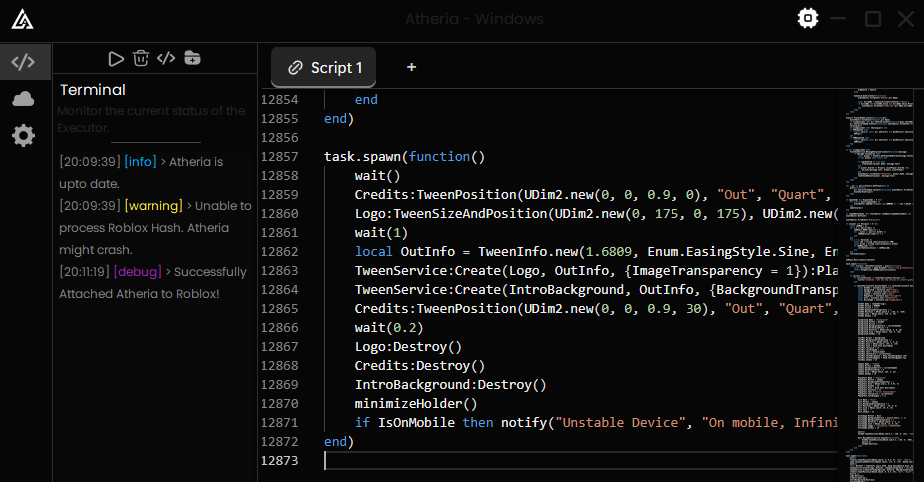 Atheria - Windows
Script 1
+
Terminal
Monitor the current status of the
Executor.
[20:09:39] [info] > Atheria is
upto date.
[20:09:39] [warning] > Unable to
process Roblox Hash. Atheria
might crash.
[20:11:19] [debug] > Successfully
Attached Atheria to Roblox!
12854 end
12855 end)
12856
12857 task.spawn(function()
12858 wait()
12859 Credits:TweenPosition(UDim2.new(0, 0, 0.9, 0), "Out", "Quart",
12860 Logo:TweenSizeAndPosition(UDim2.new(0, 175, 0, 175), UDim2.new(
12861 wait(1)
12862 local OutInfo = TweenInfo.new(1.6809, Enum.EasingStyle.Sine, En
12863 TweenService:Create(Logo, OutInfo, {ImageTransparency = 1}):Pla
12864 TweenService:Create(IntroBackground, OutInfo, {BackgroundTransp
12865 Credits:TweenPosition(UDim2.new(0, 0, 0.9, 30), "Out", "Quart",
12866 wait(0.2)
12867 Logo:Destroy()
12868 Credits:Destroy()
12869 IntroBackground:Destroy()
12870 minimizeHolder()
12871 if IsOnMobile then notify("Unstable Device", "On mobile, Infini
12872 end)
12873